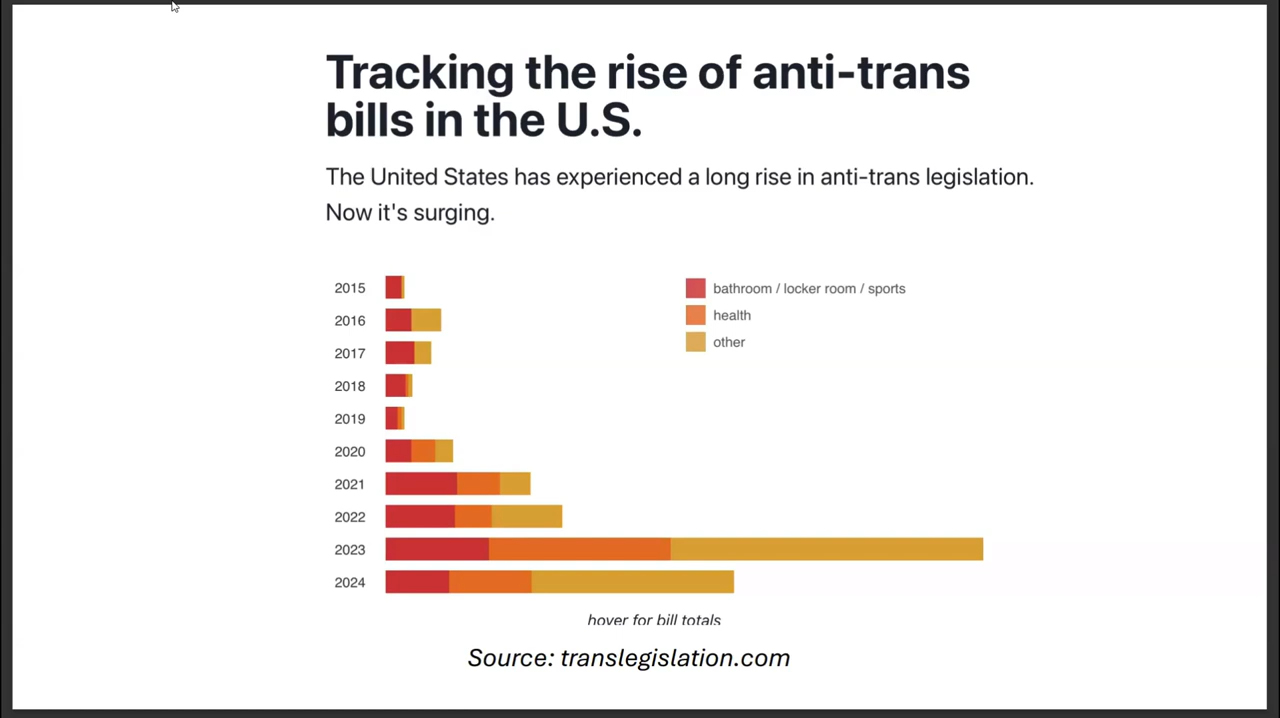 Tracking the rise of anti-trans
bills in the U.S.
The United States has experienced a long rise in anti-trans legislation.
Now it's surging.
2015
2016
2017
2018
2019
2020
2021
2022
2023
2024
bathroom / locker room / sports
health
other
hover for bill totals
Source: translegislation.com